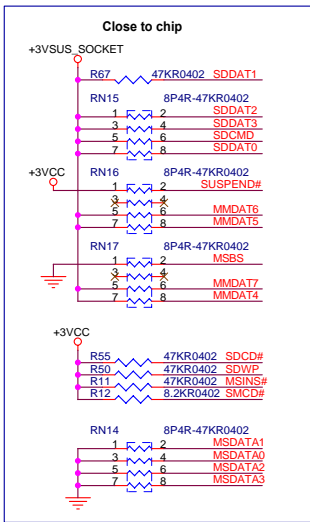 Close to chip
+3VSUS_SOCKET
R67 47KR0402 SDDAT1
RN15 8P4R-47KR0402
1 2 SDDAT2
3 4 SDDAT3
5 6 SDCMD
7 8 SDDAT0
+3VCC RN16 8P4R-47KR0402
1 2 SUSPEND#
3 4
5 6 MMDAT6
7 8 MMDAT5
RN17 8P4R-47KR0402
1 2 MSBS
3 4
5 6 MMDAT7
7 8 MMDAT4
+3VCC
R55 47KR0402 SDCD#
R50 47KR0402 SDWP
R11 47KR0402 MSINS#
R12 8.2KR0402 SMCD#
RN14 8P4R-47KR0402
1 2 MSDATA1
3 4 MSDATA0
5 6 MSDATA2
7 8 MSDATA3